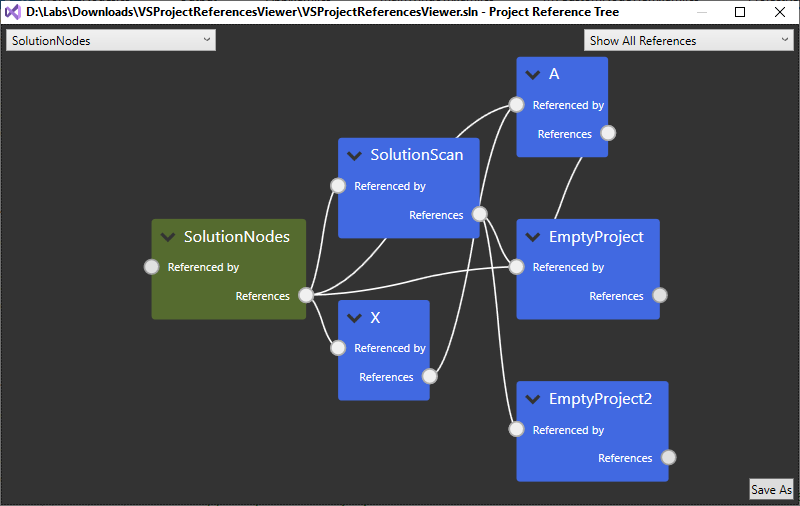 D:\Labs\Downloads\VSProjectReferencesViewer\VSProjectReferencesViewer.sln - Project Reference Tree
SolutionNodes
Show All References
A
Referenced by
References
SolutionScan
Referenced by
References
SolutionNodes
Referenced by
References
EmptyProject
Referenced by
References
X
Referenced by
References
EmptyProject2
Referenced by
References
Save As